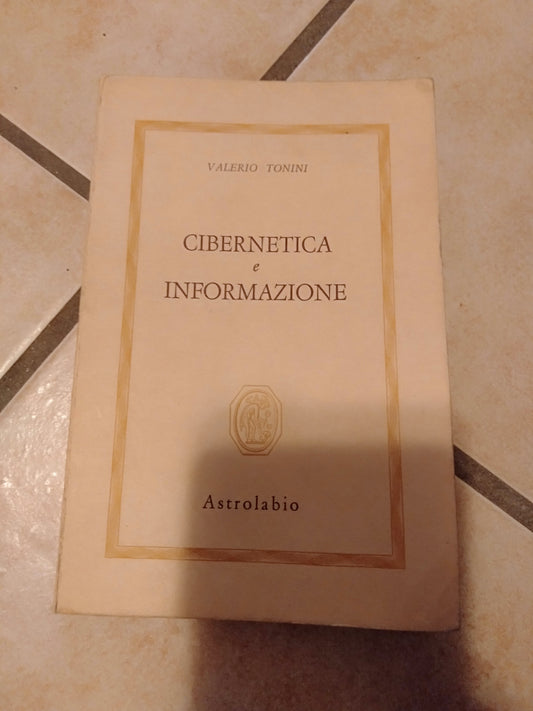 VALERIO TONINI
CIBERNETICA
e
INFORMAZIONE
Astrolabio